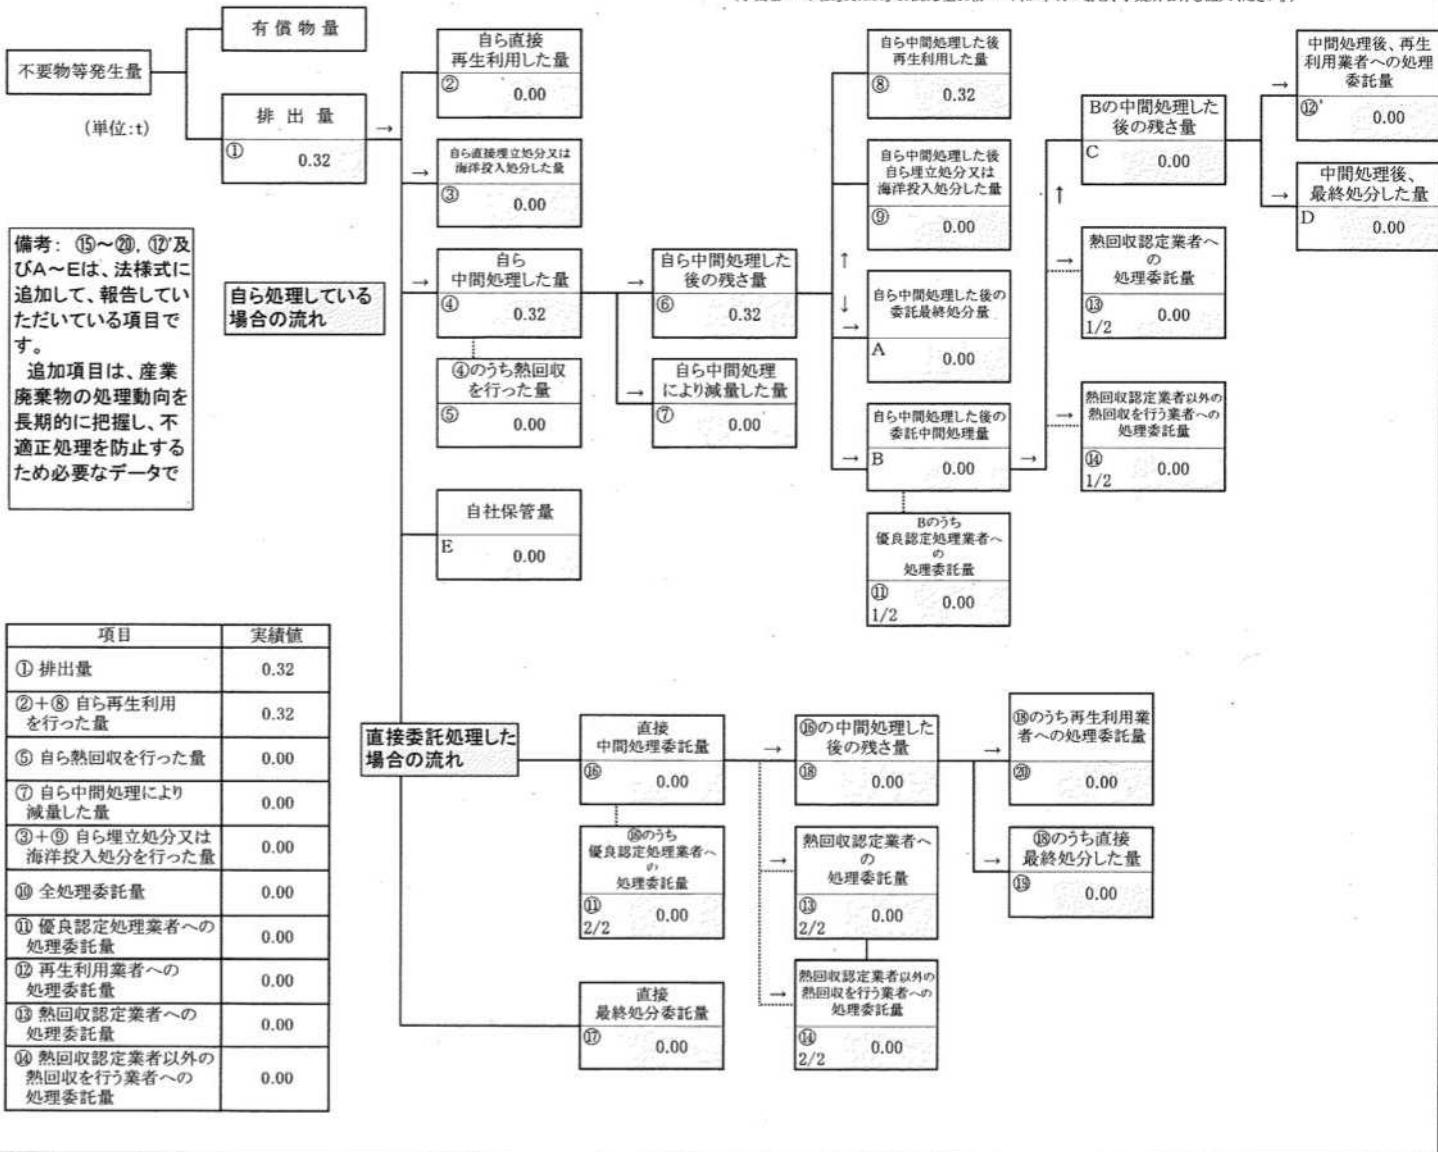 有 償 物 量
不要物等発生量
(単位:t)
排 出 量
①
0.32
備考: ⑮～⑳, ⑫'及
びA～Eは、法様式に
追加して、報告してい
ただいている項目で
す。
追加項目は、産業
廃棄物の処理動向を
長期的に把握し、不
適正処理を防止する
ため必要なデータで
自ら処理している
場合の流れ
自ら直接
再生利用した量
②
0.00
自ら直接埋立処分又は
海洋投入処分した量
③
0.00
自ら
中間処理した量
④
0.32
④のうち熱回収
を行った量
⑤
0.00
自社保管量
E
0.00
自ら中間処理した
後の残さ量
⑥
0.32
自ら中間処理
により減量した量
⑦
0.00
自ら中間処理した後
再生利用した量
⑧
0.32
自ら中間処理した後
自ら埋立処分又は
海洋投入処分した量
⑨
0.00
自ら中間処理した後の
委託最終処分量
A
0.00
自ら中間処理した後の
委託中間処理量
B
0.00
Bのうち
優良認定処理業者へ
の
処理委託量
⑪
1/2
0.00
Bの中間処理した
後の残さ量
C
0.00
熱回収認定業者へ
の
処理委託量
⑬
1/2
0.00
熱回収認定業者以外の
熱回収を行う業者への
処理委託量
⑭
1/2
0.00
中間処理後、再生
利用業者への処理
委託量
⑫'
0.00
中間処理後、
最終処分した量
D
0.00
項目 実績値
① 排出量 0.32
②+⑧ 自ら再生利用
を行った量 0.32
⑤ 自ら熱回収を行った量 0.00
⑦ 自ら中間処理により
減量した量 0.00
③+⑨ 自ら埋立処分又は
海洋投入処分を行った量 0.00
⑩ 全処理委託量 0.00
⑪ 優良認定処理業者への
処理委託量 0.00
⑫ 再生利用業者への
処理委託量 0.00
⑬ 熱回収認定業者への
処理委託量 0.00
⑭ 熱回収認定業者以外の
熱回収を行う業者への
処理委託量 0.00
直接委託処理した
場合の流れ
直接
中間処理委託量
⑯
0.00
⑯のうち
優良認定処理業者へ
の
処理委託量
⑪
2/2
0.00
直接
最終処分委託量
⑰
0.00
⑯の中間処理した
後の残さ量
⑱
0.00
熱回収認定業者へ
の
処理委託量
⑬
2/2
0.00
熱回収認定業者以外の
熱回収を行う業者への
処理委託量
⑭
2/2
0.00
⑱のうち再生利用業
者への処理委託量
⑳
0.00
⑱のうち直接
最終処分した量
⑲
0.00